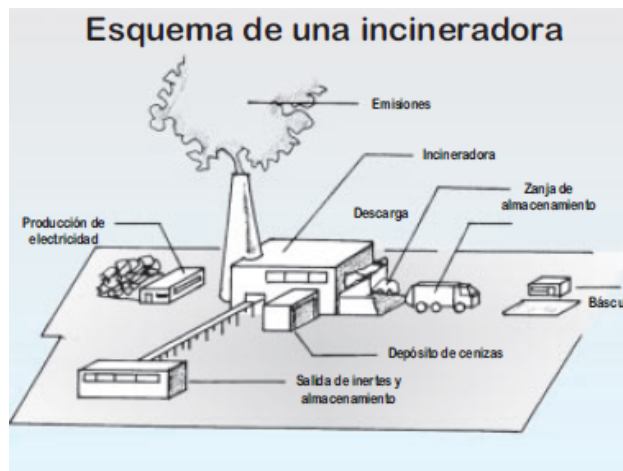 Esquema de una incineradora
Emisiones
Incineradora
Descarga
Zanja de
almacenamiento
Producción de
electricidad
Báscu
Depósito de cenizas
Salida de inertes y
almacenamiento